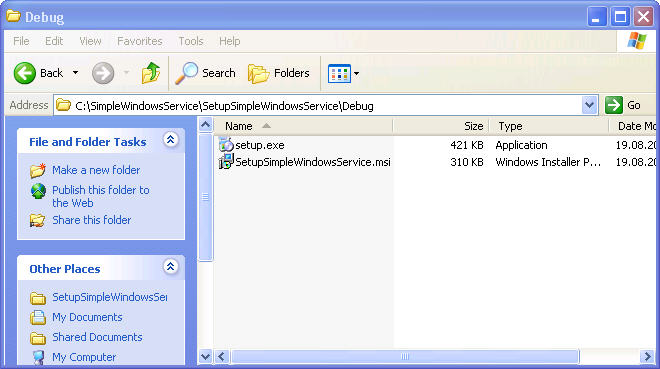 Debug
File Edit View Favorites Tools Help
Back Search Folders
Address C:\SimpleWindowsService\SetupSimpleWindowsService\Debug Go
File and Folder Tasks
Make a new folder
Publish this folder to
the Web
Share this folder
Other Places
SetupSimpleWindowsSer
My Documents
Shared Documents
My Computer
Name Size Type Date Mo
setup.exe 421 KB Application 19.08.20
SetupSimpleWindowsService.msi 310 KB Windows Installer P... 19.08.20